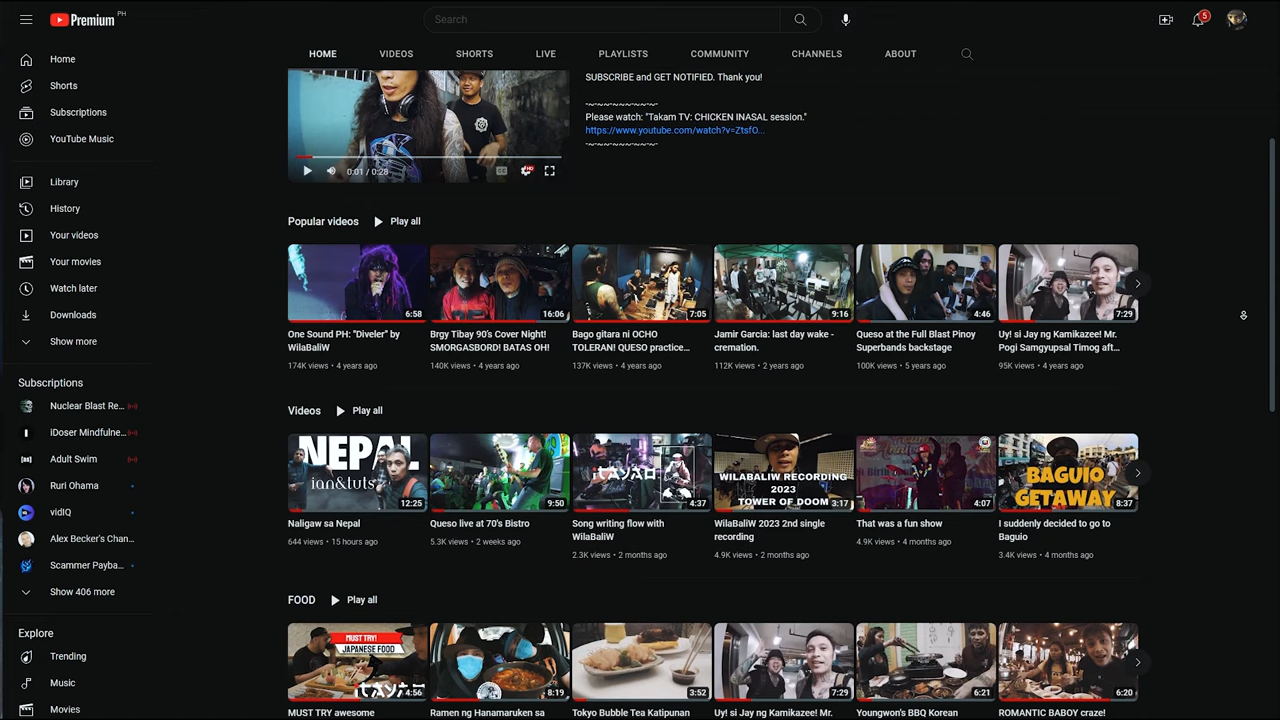 Premium PH
Search
5
HOME VIDEOS SHORTS LIVE PLAYLISTS COMMUNITY CHANNELS ABOUT
Home
Shorts
Subscriptions
YouTube Music
Library
History
Your videos
Your movies
Watch later
Downloads
Show more
Subscriptions
Nuclear Blast Re...
iDoser Mindfulne...
Adult Swim
Ruri Ohama
vidIQ
Alex Becker's Chan...
Scammer Payba...
Show 406 more
Explore
Trending
Music
Movies
0:01 / 0:28
SUBSCRIBE and GET NOTIFIED. Thank you!
-~-~~-~~~-~~-~-
Please watch: "Takam TV: CHICKEN INASAL session."
https://www.youtube.com/watch?v=ZtsfO...
-~-~~-~~~-~~-~-
Popular videos Play all
6:58
One Sound PH: "Diveler" by
WilaBaliW
174K views • 4 years ago
16:06
Brgy Tibay 90's Cover Night!
SMORGASBORD! BATAS OH!
140K views • 4 years ago
7:05
Bago gitara ni OCHO
TOLERAN! QUESO practice...
137K views • 4 years ago
9:16
Jamir Garcia: last day wake -
cremation.
112K views • 2 years ago
4:46
Queso at the Full Blast Pinoy
Superbands backstage
100K views • 5 years ago
7:29
Uy! si Jay ng Kamikazee! Mr.
Pogi Samgyupsal Timog aft...
95K views • 4 years ago
Videos Play all
NEPAL
ian&tuts
12:25
Naligaw sa Nepal
644 views • 15 hours ago
9:50
Queso live at 70's Bistro
5.3K views • 2 weeks ago
4:37
Song writing flow with
WilaBaliW
2.3K views • 2 months ago
WILABALIW RECORDING
2023
TOWER OF DOOM
3:17
WilaBaliW 2023 2nd single
recording
4.9K views • 2 months ago
4:07
That was a fun show
4.9K views • 4 months ago
BAGUIO
GETAWAY
8:37
I suddenly decided to go to
Baguio
3.4K views • 4 months ago
FOOD Play all
MUST TRY!
JAPANESE FOOD
4:56
MUST TRY awesome
8:19
Ramen ng Hanamaruken sa
3:52
Tokyo Bubble Tea Katipunan
7:29
Uy! si Jay ng Kamikazee! Mr.
6:21
Youngwon's BBQ Korean
6:20
ROMANTIC BABOY craze!